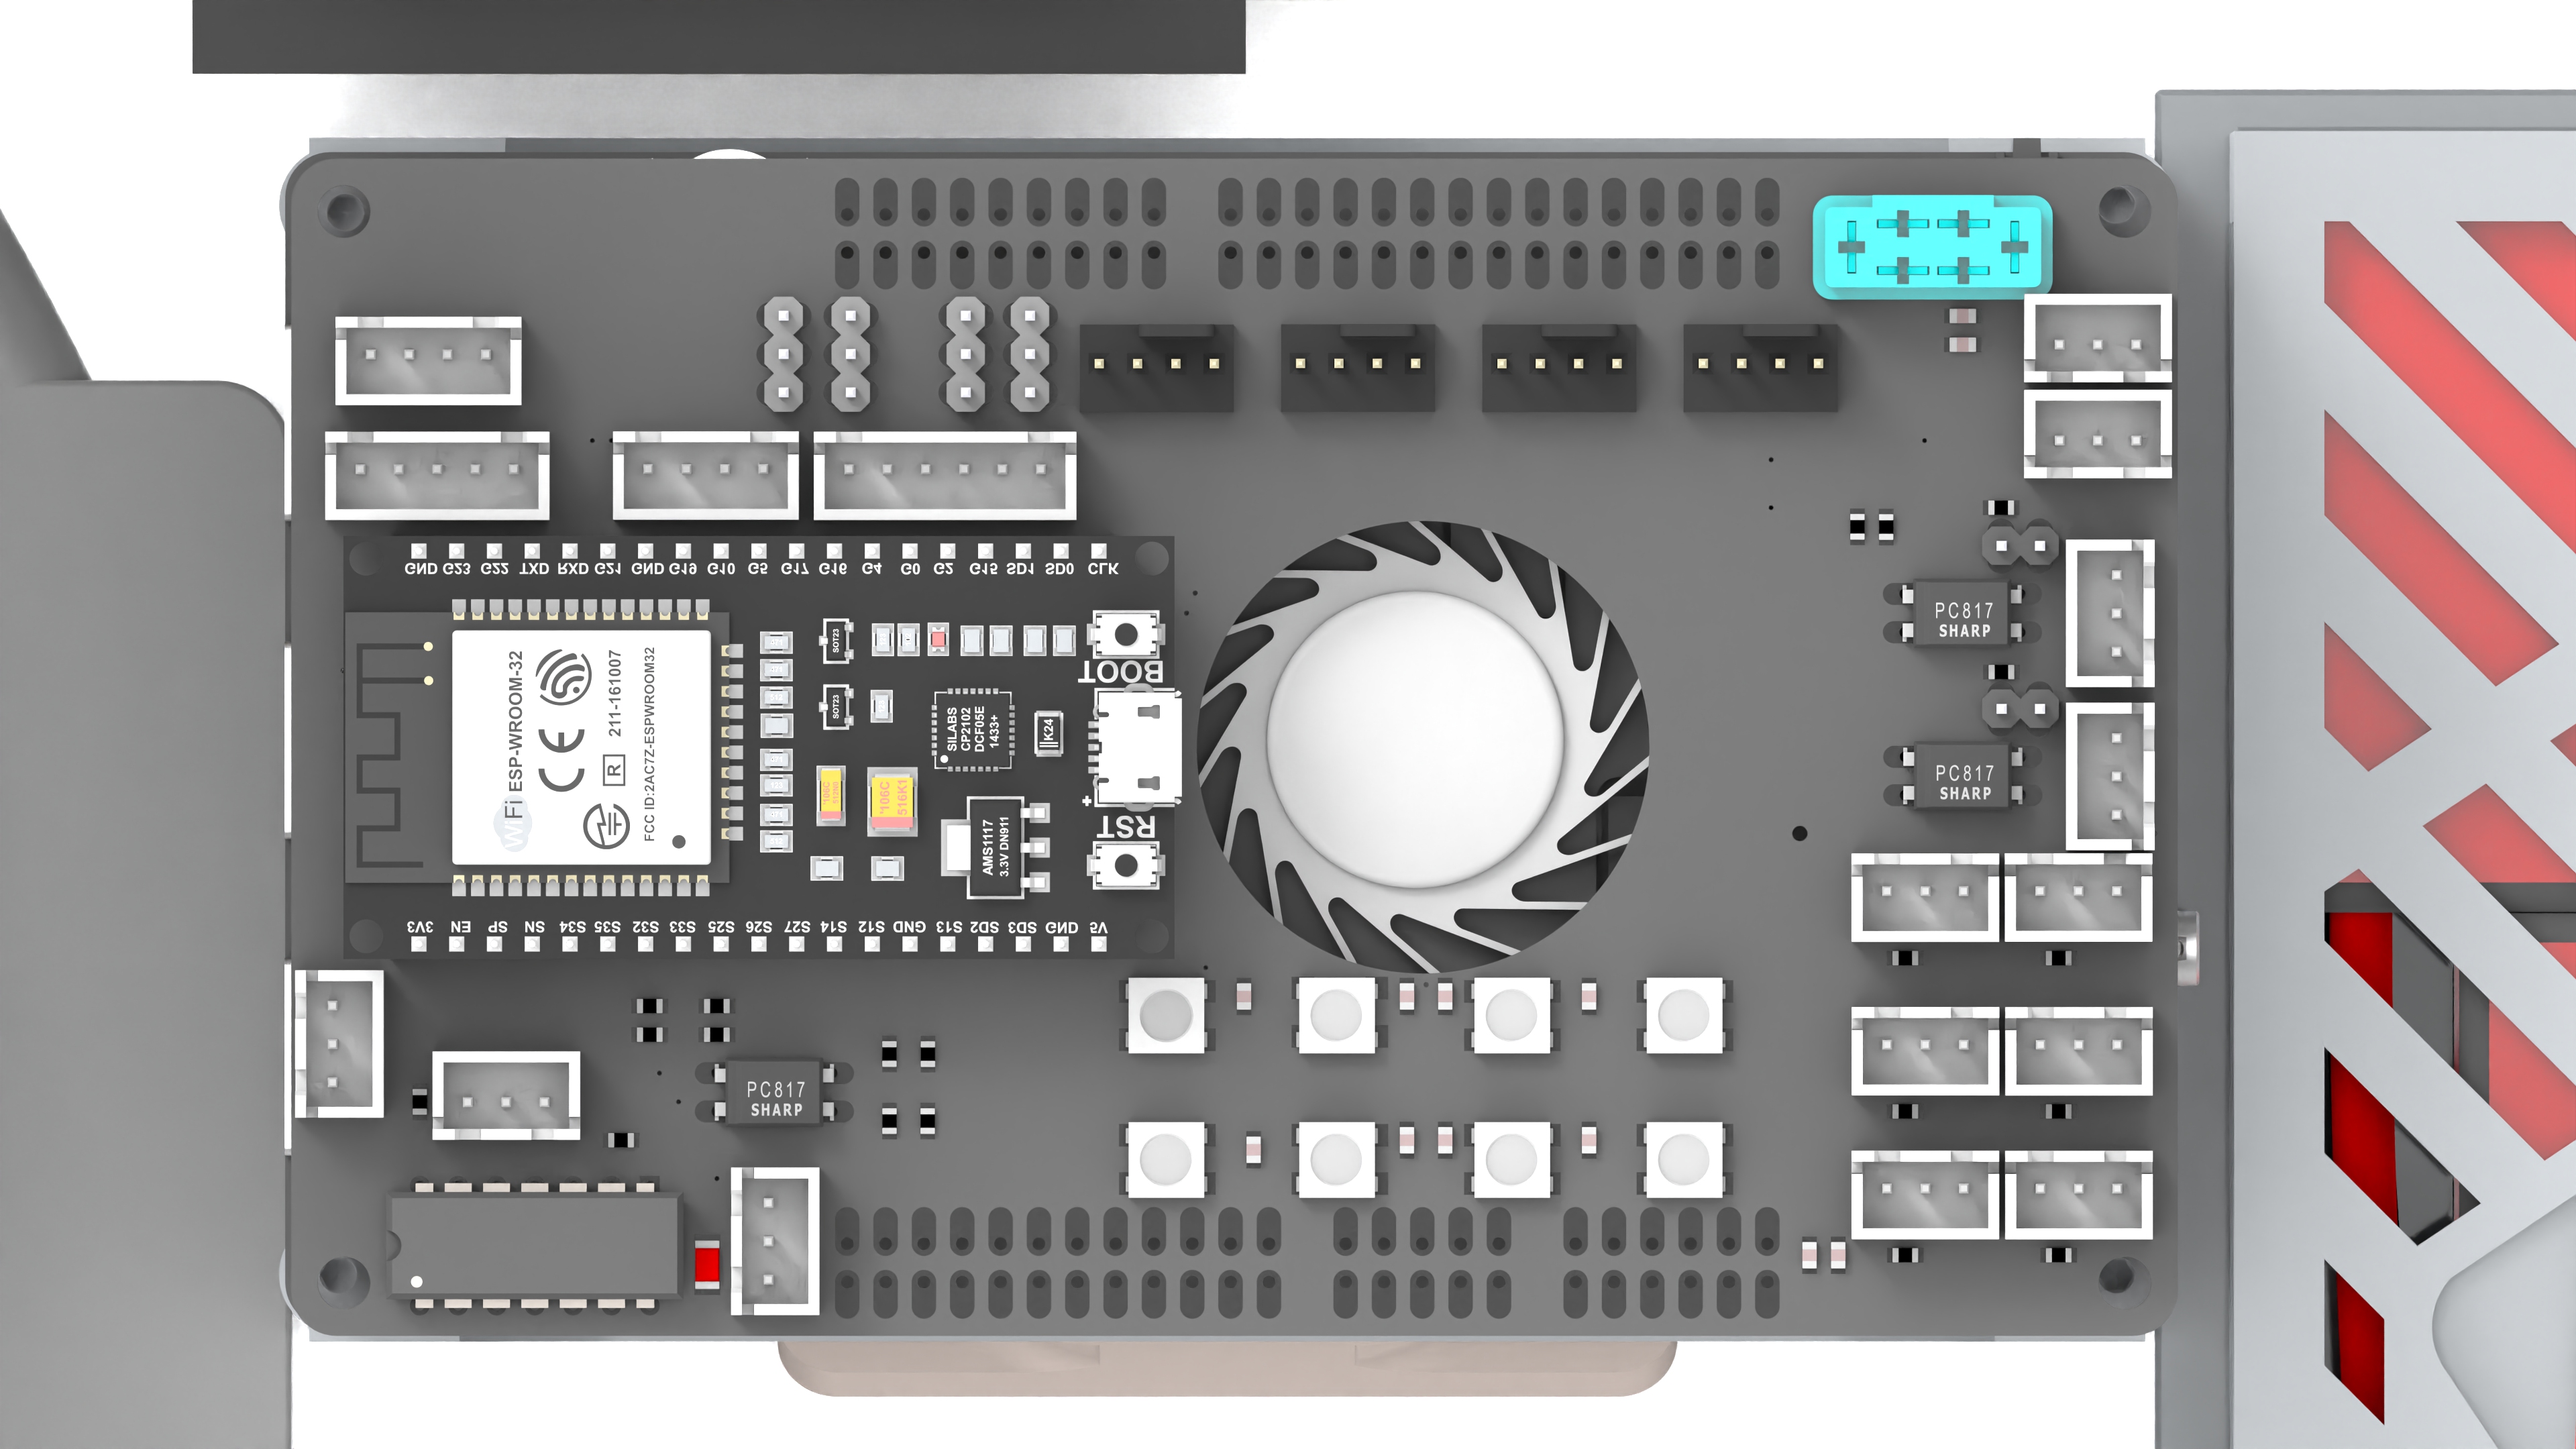 GND G23 G22 TXD RXD G21 GND G19 G10 G5 G17 G16 G4 G0 G2 G15 SD1 SD0 CLK
WiFi ESP-WROOM-32
CE
R 211-161007
FCC ID:2AC7Z-ESPWROOM32
SOT23
SOT23
106C
516K1
SILABS
CP2102
DCF05E
1433+
K24
AMS1117
3.3V DN911
BOOT
RST
3V3 EN SP SN S34 S35 S32 S33 S25 S26 S27 S14 S12 GND S13 SD2 SD3 GND V5
PC817
SHARP
PC817
SHARP
PC817
SHARP